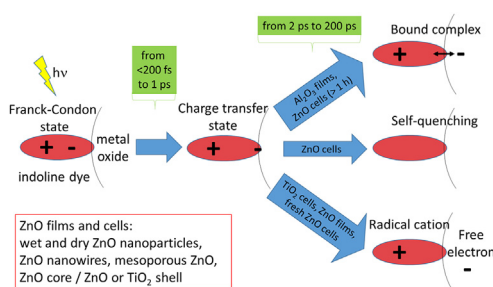 from 2 ps to 200 ps
Bound complex
+
-
hν
from
<200 fs
to 1 ps
Al2O3 films,
ZnO cells (> 1 h)
Franck-Condon
state
+ -
metal
oxide
indoline dye
Charge transfer
state
+
-
ZnO cells
Self-quenching
TiO2 cells, ZnO films,
fresh ZnO cells
Radical cation
+
Free
electron
-
ZnO films and cells:
wet and dry ZnO nanoparticles,
ZnO nanowires, mesoporous ZnO,
ZnO core / ZnO or TiO2 shell